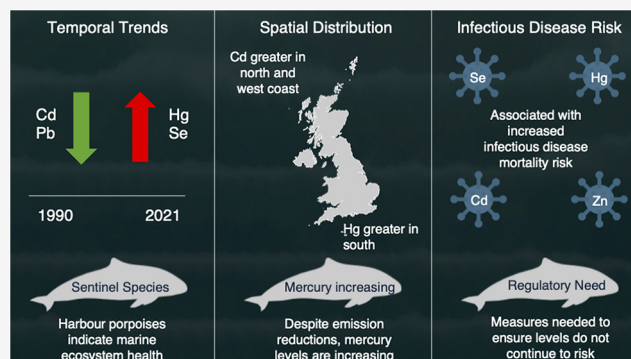 Temporal Trends
Cd
Pb
Hg
Se
1990
2021
Sentinel Species
Harbour porpoises
indicate marine
ecosystem health
Spatial Distribution
Cd greater in
north and
west coast
Hg greater in
south
Mercury increasing
Despite emission
reductions, mercury
levels are increasing
Infectious Disease Risk
Se
Hg
Associated with
increased
infectious disease
mortality risk
Cd
Zn
Regulatory Need
Measures needed to
ensure levels do not
continue to risk